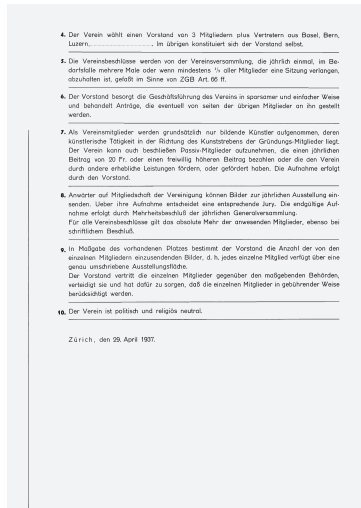 4. Der Verein wählt einen Vorstand von 3 Mitgliedern plus Vertretern aus Basel, Bern,
Luzern,........................ Im übrigen konstituiert sich der Vorstand selbst.
5. Die Vereinsbeschlüsse werden von der Vereinsversammlung, die jährlich einmal, im Be-
darfsfalle mehrere Male oder wenn mindestens aller Mitglieder eine Sitzung verlangen,
abzuhalten ist, gefaßt im Sinne von ZGB Art. 66 ff.
6. Der Vorstand besorgt die Geschäftsführung des Vereins in sparsamer und einfacher Weise
und behandelt Anträge, die eventuell von seiten der übrigen Mitglieder an ihn gestellt
werden.
7. Als Vereinsmitglieder werden grundsätzlich nur bildende Künstler aufgenommen, deren
künstlerische Tätigkeit in der Richtung des Kunststrebens der Gründungs-Mitglieder liegt.
Der Verein kann auch beschließen Passiv-Mitglieder aufzunehmen, die einen jährlichen
Beitrag von 20 Fr. oder einen freiwillig höheren Beitrag bezahlen oder die den Verein
durch andere erhebliche Leistungen fördern, oder gefördert haben. Die Aufnahme erfolgt
durch den Vorstand.
8. Anwärter auf Mitgliedschaft der Vereinigung können Bilder zur jährlichen Ausstellung ein-
senden. Ueber ihre Aufnahme entscheidet eine entsprechende Jury. Die endgültige Auf-
nahme erfolgt durch Mehrheitsbeschluß der jährlichen Generalversammlung.
Für alle Vereinsbeschlüsse gilt das absolute Mehr der anwesenden Mitglieder, ebenso bei
schriftlichem Beschluß.
9. In Maßgabe des vorhandenen Platzes bestimmt der Vorstand die Anzahl der von den
einzelnen Mitgliedern einzusendenden Bilder, d. h. jedes einzelne Mitglied verfügt über eine
genau umschriebene Ausstellungsfläche.
Der Vorstand vertritt die einzelnen Mitglieder gegenüber den maßgebenden Behörden,
verteidigt sie und hat dafür zu sorgen, daß die einzelnen Mitglieder in gebührender Weise
berücksichtigt werden.
10. Der Verein ist politisch und religiös neutral.
Zürich, den 29. April 1937.